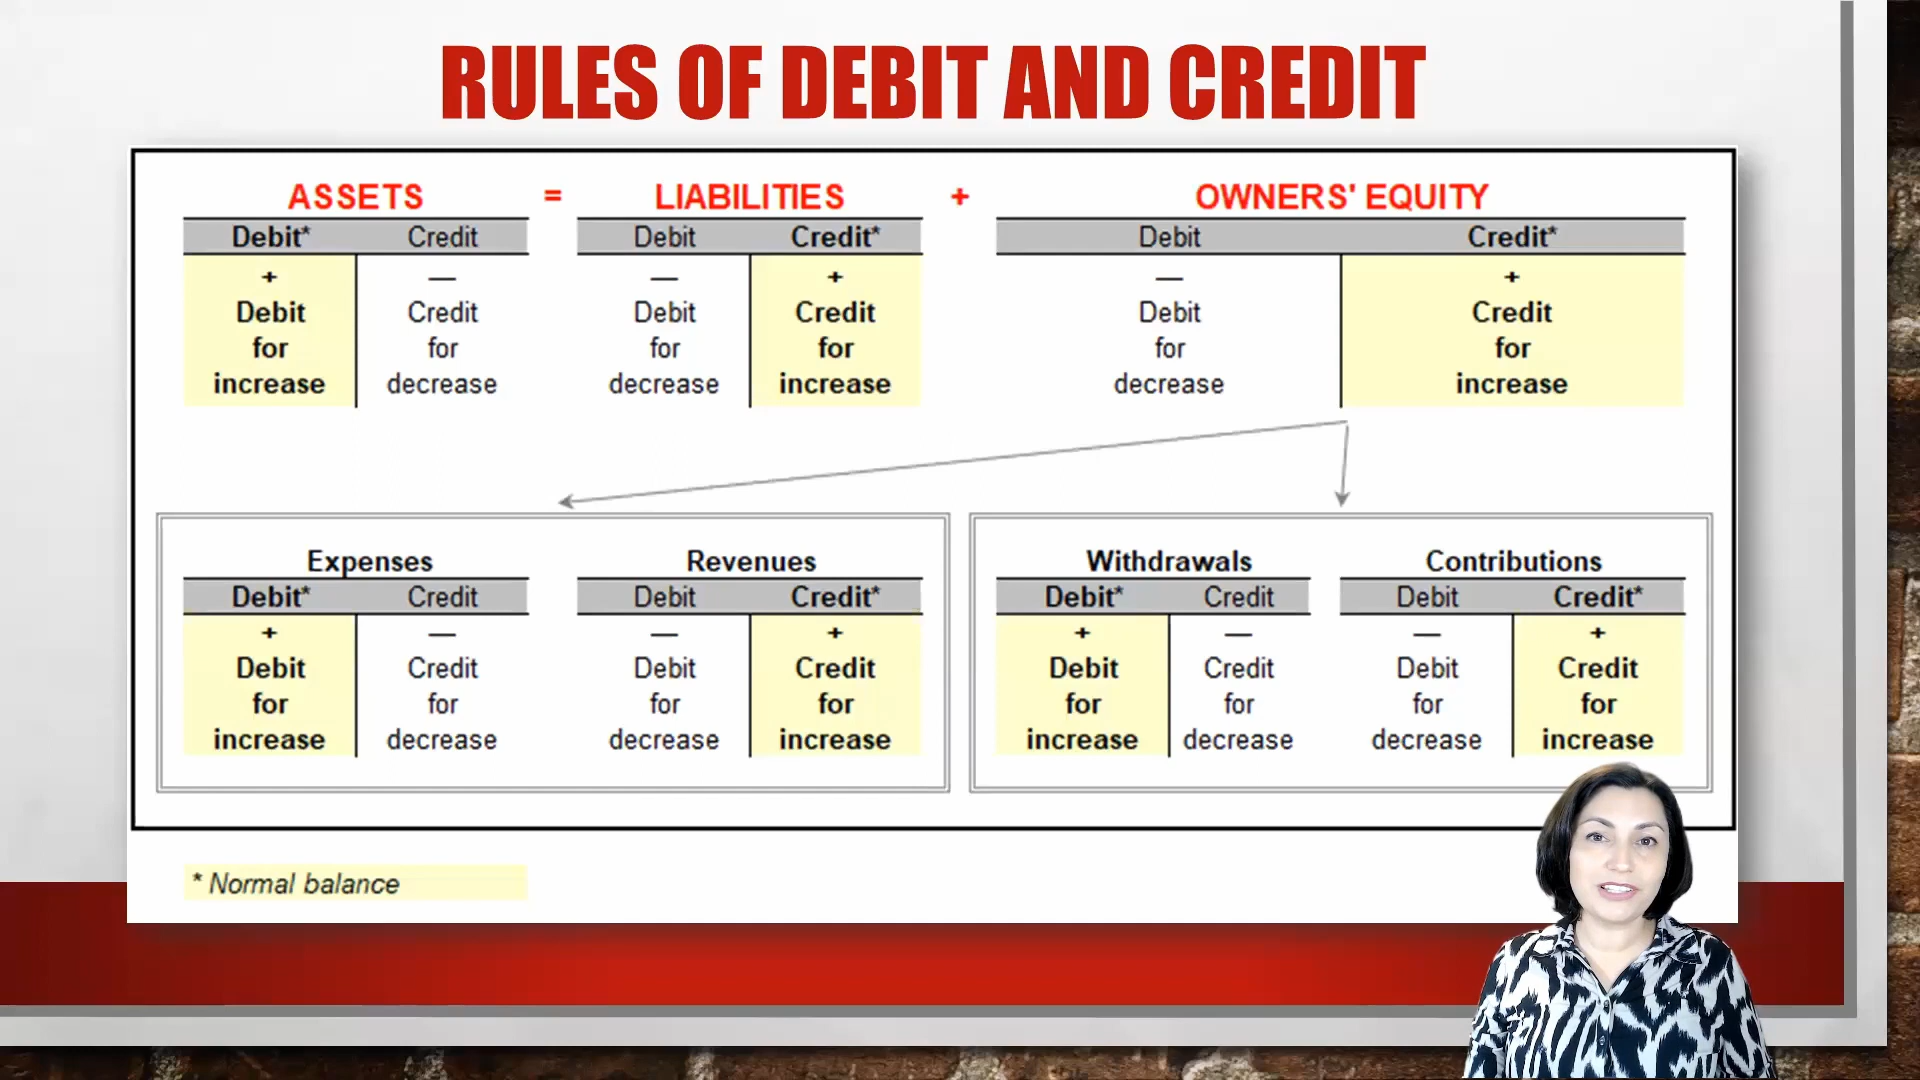 RULES OF DEBIT AND CREDIT
ASSETS = LIABILITIES + OWNERS' EQUITY
Debit* Credit Debit Credit* Debit Credit*
+ — — + — +
Debit Credit Debit Credit Debit Credit
for for for for for for
increase decrease decrease increase decrease increase
Expenses Revenues Withdrawals Contributions
Debit* Credit Debit Credit* Debit* Credit Debit Credit*
+ — — + + — — +
Debit Credit Debit Credit Debit Credit Debit Credit
for for for for for for for for
increase decrease decrease increase increase decrease decrease increase
* Normal balance